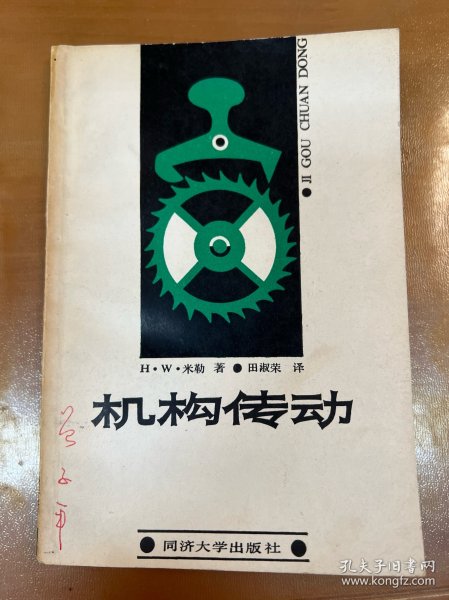 JI GOU CHUAN DONG
H·W·米勒 著 ● 田淑荣 译
机构传动
同济大学出版社
孔夫子旧书网
www.kongfz.com